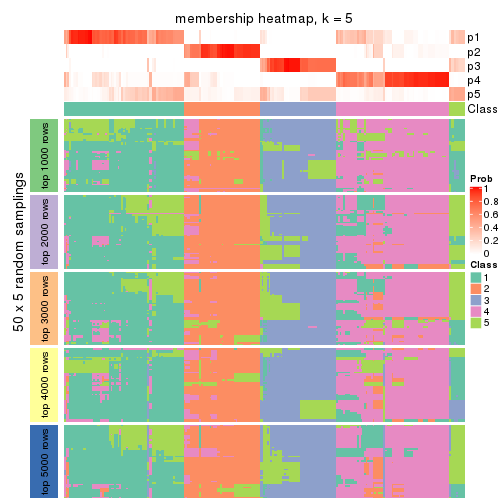 membership heatmap, k = 5
p1
p2
p3
p4
p5
Class
50 x 5 random samplings
top 1000 rows
top 2000 rows
top 3000 rows
top 4000 rows
top 5000 rows
Prob
1
0.8
0.6
0.4
0.2
0
Class
1
2
3
4
5